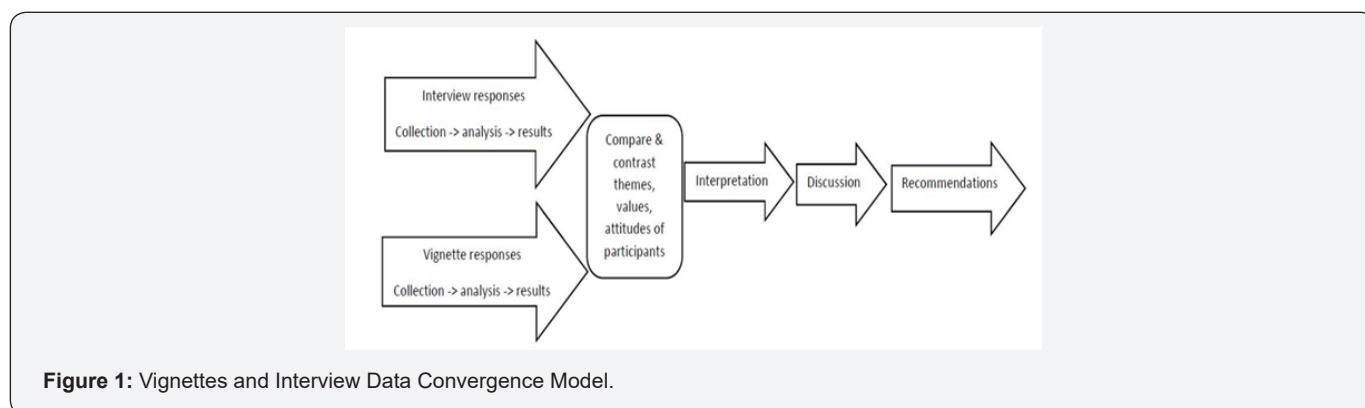 Interview responses
Collection -> analysis -> results
Vignette responses
Collection -> analysis -> results
Compare &
contrast
themes,
values,
attitudes of
participants
Interpretation
Discussion
Recommendations
Figure 1: Vignettes and Interview Data Convergence Model.